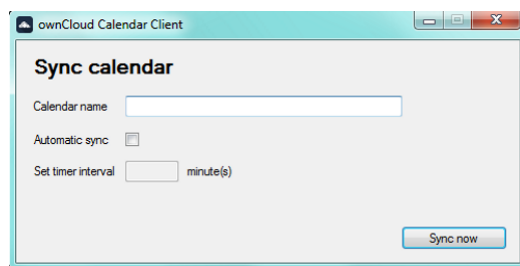 ownCloud Calendar Client
Sync calendar
Calendar name
Automatic sync
Set timer interval minute(s)
Sync now